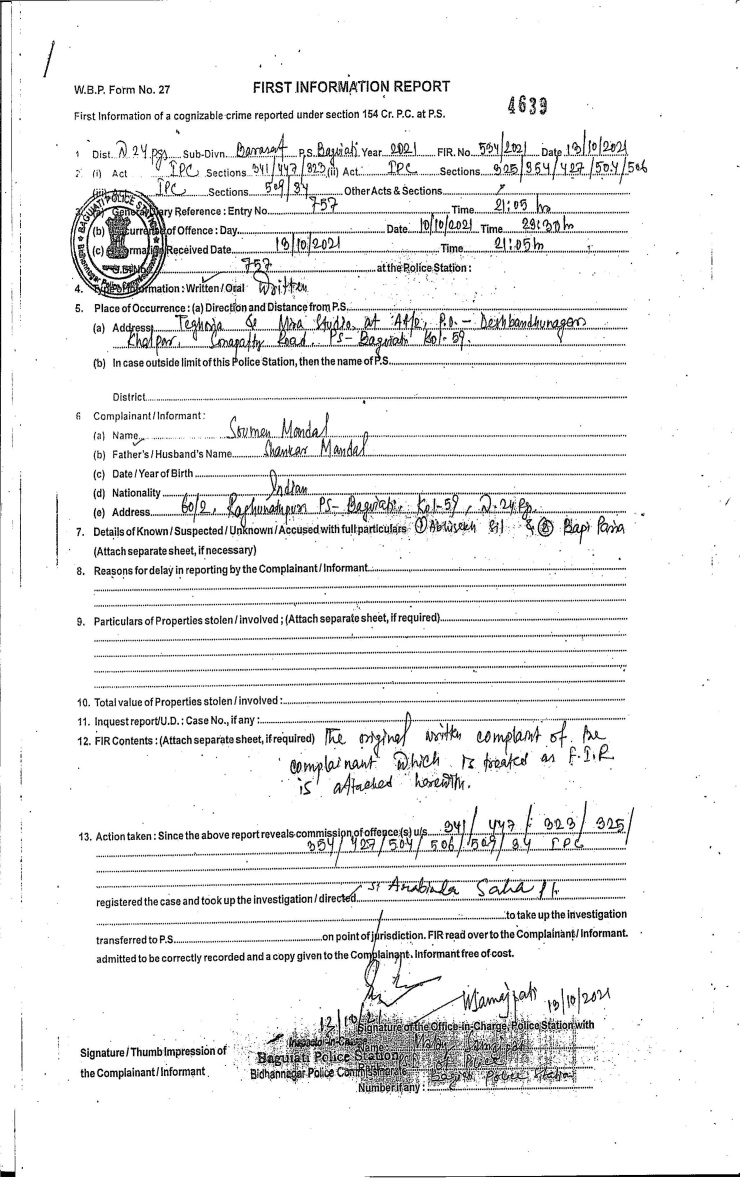 W.B.P. Form No. 27 FIRST INFORMATION REPORT
4639
First Information of a cognizable crime reported under section 154 Cr. P.C. at P.S.
1 Dist. N 24 pgs Sub-Divn. Barasat P.S. Baguiati Year 2021 FIR. No. 534/2021 Date 13/10/2021
2. (i) Act IPC Sections 341/447/323 (ii) Act. IPC Sections 325/354/427/504/506
(iii) Act IPC Sections 509/34 Other Acts & Sections
3. (a) General Diary Reference : Entry No. 757 Time 21:05 hr
(b) Occurrence of Offence : Day Date 10/10/2021 Time 23:30 h
(c) Information Received Date 13/10/2021 Time 21:05 h
757 at the Police Station :
4. Type of Information : Written / Oral Written
5. Place of Occurrence : (a) Direction and Distance from P.S.
(a) Address Teghoria & Mira Studio at P.O. - Deshbandhunagar
Road. PS- Baguiati Kol- 59.
(b) In case outside limit of this Police Station, then the name of P.S.
District
6 Complainant / Informant :
(a) Name Soumen Mondal
(b) Father's / Husband's Name Shankar Mandal
(c) Date / Year of Birth
(d) Nationality Indian
(e) Address 60/2, Raghunathpur PS- Baguiati, Kol-59, N. 24 Pg.
7. Details of Known / Suspected / Unknown / Accused with full particulars ① Abhiseek & ② Bapi
(Attach separate sheet, if necessary)
8. Reasons for delay in reporting by the Complainant / Informant
9. Particulars of Properties stolen / involved ; (Attach separate sheet, if required)
10. Total value of Properties stolen / involved :
11. Inquest report/U.D. : Case No., if any :
12. FIR Contents : (Attach separate sheet, if required) The original written complaint of the
complainant which is treated as F.I.R
is attached herewith.
13. Action taken : Since the above report reveals commission of offence(s) u/s 341/ 447/ 323/ 325/
354/ 427/504/ 506/509/ 34 IPC
registered the case and took up the investigation / directed SI Saha
to take up the investigation
transferred to P.S. on point of jurisdiction. FIR read over to the Complainant / Informant.
admitted to be correctly recorded and a copy given to the Complainant. Informant free of cost.
13/10/2021
13/10/21
Signature of the Office-in-Charge, Police Station with
Inspector-in-Charge Name
Signature / Thumb Impression of Baguiati Police Station of Police
the Complainant / Informant Bidhannagar Police Commissionerate Baguiati Police Station
Number if any :